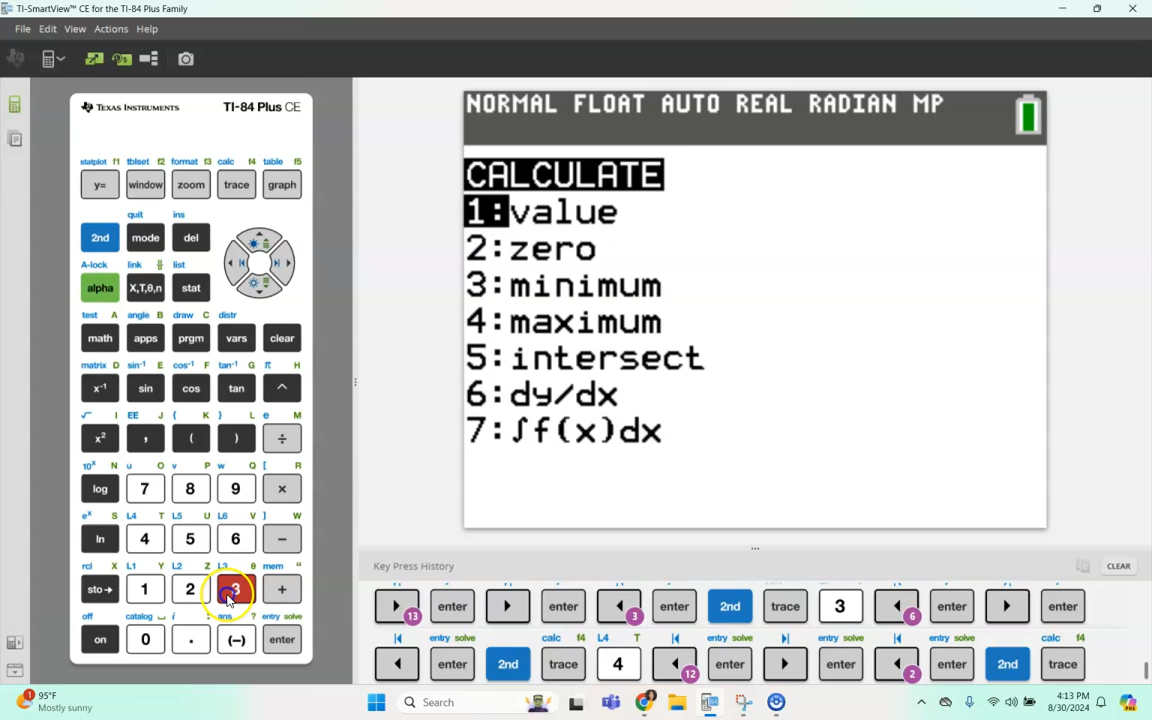 TI-SmartView™ CE for the TI-84 Plus Family
File Edit View Actions Help
TEXAS INSTRUMENTS TI-84 Plus CE
statplot f1 tblset f2 format f3 calc f4 table f5
y= window zoom trace graph
quit ins
2nd mode del
A-lock link list
alpha X,T,θ,n stat
test A angle B draw C distr
math apps prgm vars clear
matrix D sin⁻¹ E cos⁻¹ F tan⁻¹ G π H
x⁻¹ sin cos tan ^
√ I EE J { K } L e M
x² , ( ) ÷
10ˣ N u O v P w Q [ R
log 7 8 9 ×
eˣ S L4 T L5 U L6 V ] W
ln 4 5 6 −
rcl X L1 Y L2 Z L3 θ mem “
sto→ 1 2 3 +
off catalog ⎵ i : ans ? entry solve
on 0 . (−) enter
NORMAL FLOAT AUTO REAL RADIAN MP
CALCULATE
1:value
2:zero
3:minimum
4:maximum
5:intersect
6:dy/dx
7:∫f(x)dx
Key Press History CLEAR
13 enter enter 3 enter 2nd trace 3 6 enter enter
entry solve calc f4 L4 T entry solve entry solve entry solve calc f4
enter 2nd trace 4 12 enter enter 2 enter 2nd trace
95°F
Mostly sunny
Search
4:13 PM
8/30/2024